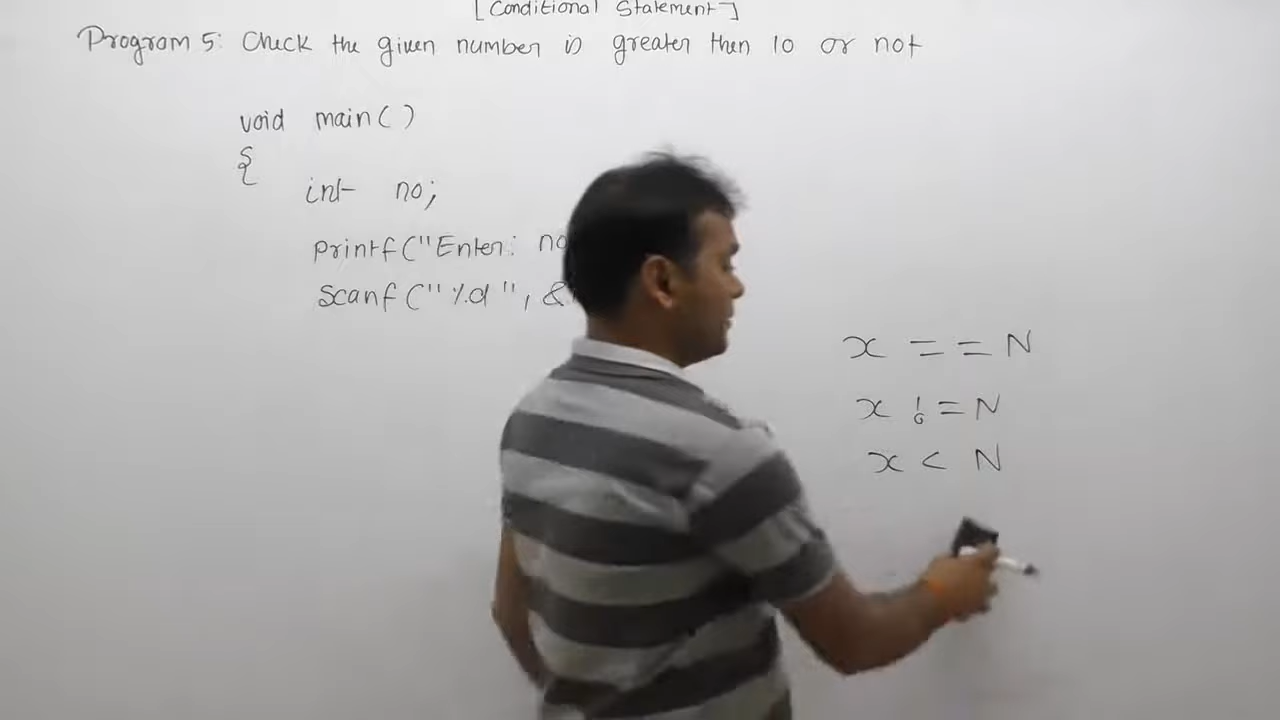 [Conditional Statement]
Program 5: Check the given number is greater then 10 or not
void main()
{
int no;
printf("Enter: no
scanf("%d", &
x == N
x != N
x < N